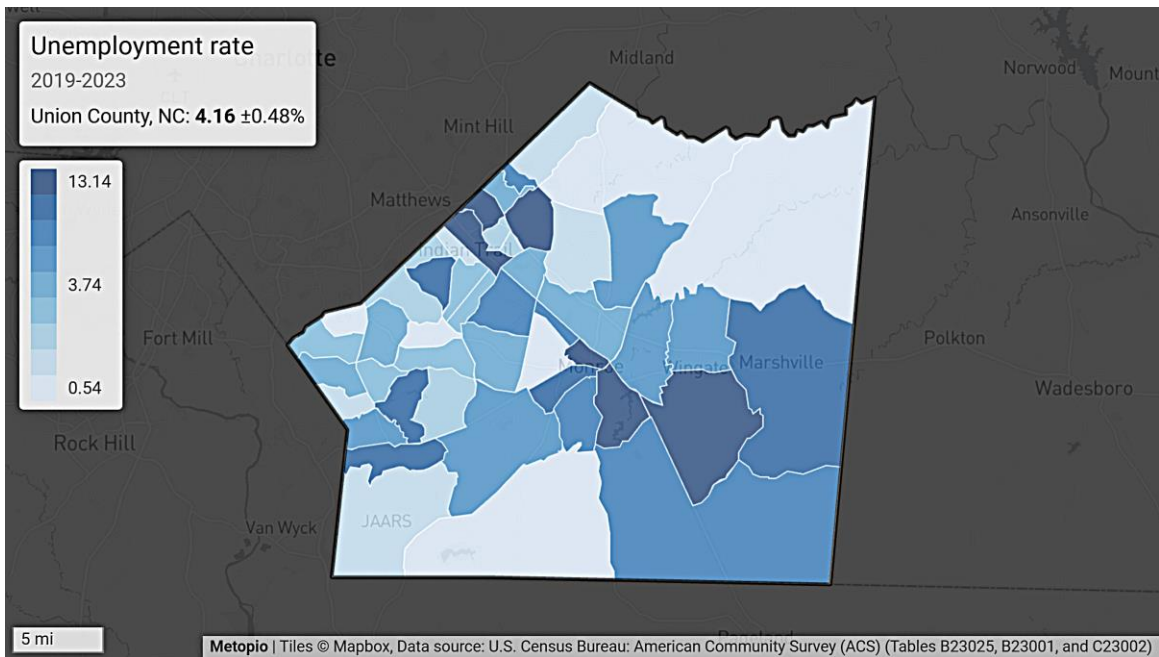 Unemployment rate
2019-2023
Union County, NC: 4.16 ±0.48%
13.14
3.74
0.54
Charlotte
Midland
Norwood
Mount
Mint Hill
Matthews
Ansonville
Indian Trail
Fort Mill
Polkton
Monroe
Wingate
Marshville
Wadesboro
Rock Hill
Van Wyck
JAARS
Pageland
5 mi
Metopio | Tiles © Mapbox, Data source: U.S. Census Bureau: American Community Survey (ACS) (Tables B23025, B23001, and C23002)